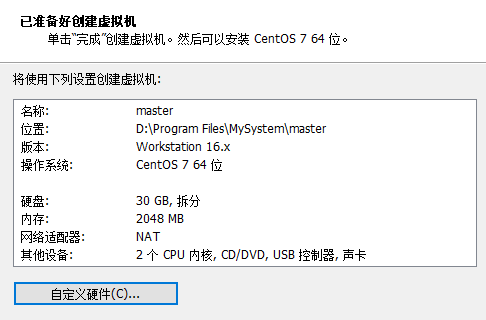 已准备好创建虚拟机
单击“完成”创建虚拟机。然后可以安装 CentOS 7 64 位。
将使用下列设置创建虚拟机:
名称: master
位置: D:\Program Files\MySystem\master
版本: Workstation 16.x
操作系统: CentOS 7 64 位
硬盘: 30 GB, 拆分
内存: 2048 MB
网络适配器: NAT
其他设备: 2 个 CPU 内核, CD/DVD, USB 控制器, 声卡
自定义硬件(C)...